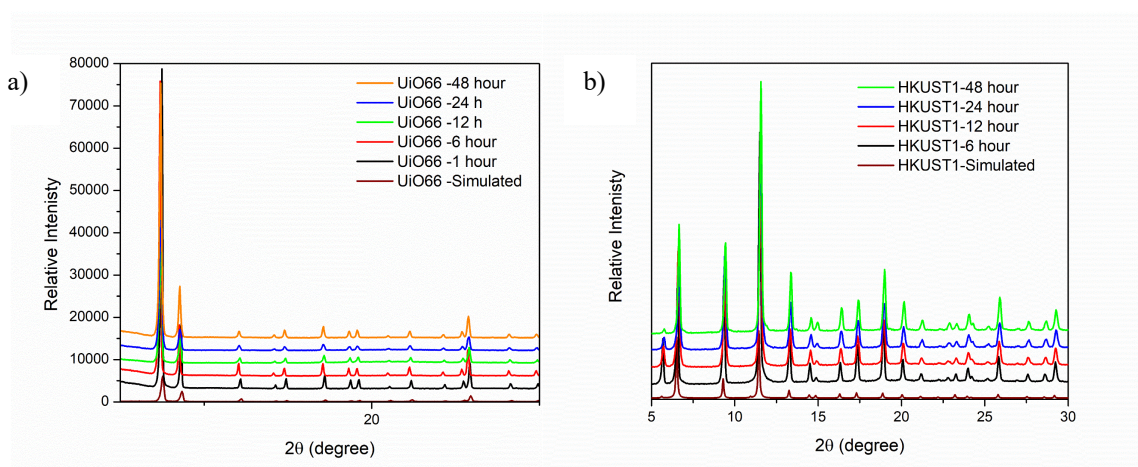 a)
80000
70000
60000
50000
40000
30000
20000
10000
0
Relative Intenisty
UiO66 -48 hour
UiO66 -24 h
UiO66 -12 h
UiO66 -6 hour
UiO66 -1 hour
UiO66 -Simulated
20
2θ (degree)
b)
Relative Intenisty
HKUST1-48 hour
HKUST1-24 hour
HKUST1-12 hour
HKUST1-6 hour
HKUST1-Simulated
5 10 15 20 25 30
2θ (degree)